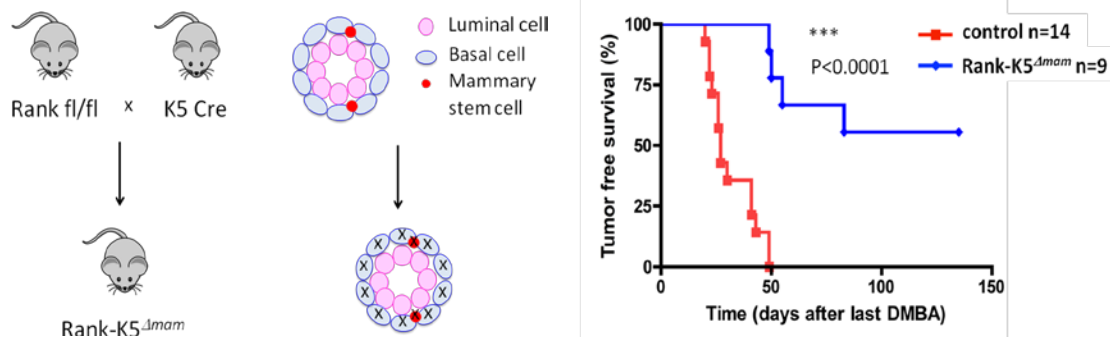 Rank fl/fl x K5 Cre
Rank-K5Δmam
Luminal cell
Basal cell
Mammary
stem cell
X X X X X X X X X X X X
Tumor free survival (%)
100
75
50
25
0
0 50 100 150
Time (days after last DMBA)
***
P<0.0001
control n=14
Rank-K5Δmam n=9